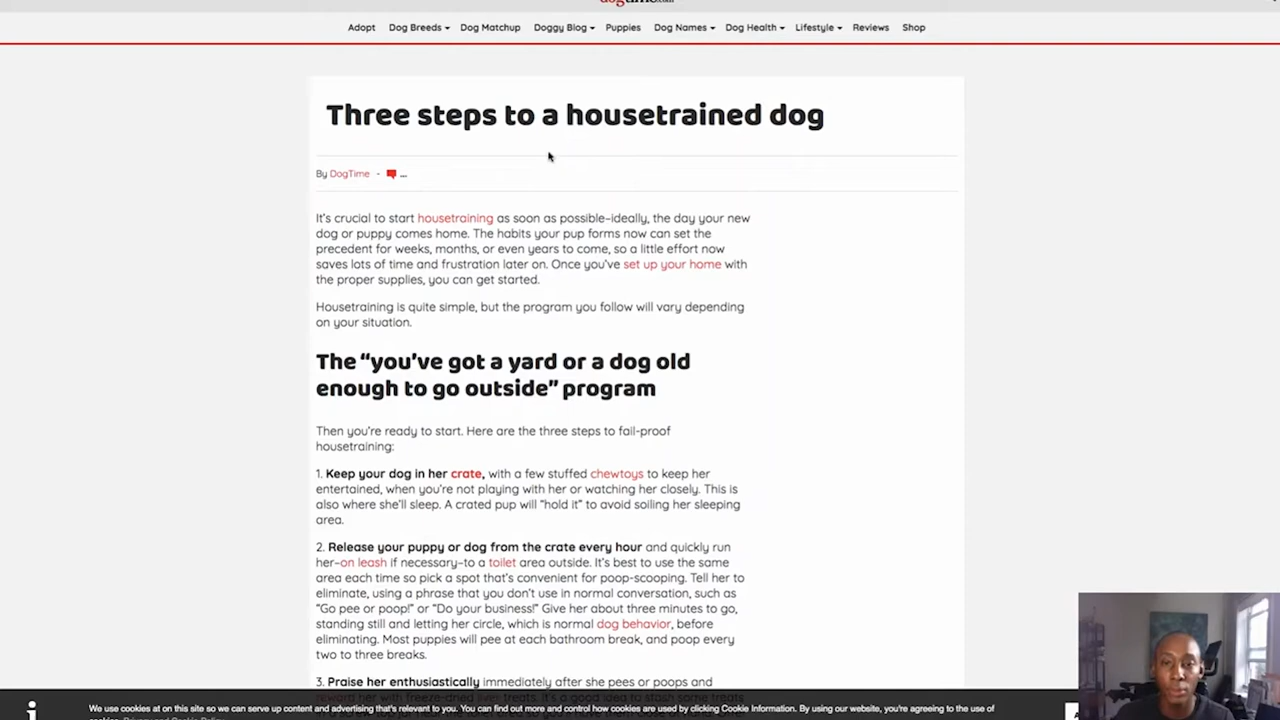 Adopt Dog Breeds Dog Matchup Doggy Blog Puppies Dog Names Dog Health Lifestyle Reviews Shop
Three steps to a housetrained dog
By DogTime - ...
It's crucial to start housetraining as soon as possible–ideally, the day your new
dog or puppy comes home. The habits your pup forms now can set the
precedent for weeks, months, or even years to come, so a little effort now
saves lots of time and frustration later on. Once you've set up your home with
the proper supplies, you can get started.
Housetraining is quite simple, but the program you follow will vary depending
on your situation.
The “you've got a yard or a dog old
enough to go outside” program
Then you're ready to start. Here are the three steps to fail-proof
housetraining:
1. Keep your dog in her crate, with a few stuffed chewtoys to keep her
entertained, when you're not playing with her or watching her closely. This is
also where she'll sleep. A crated pup will “hold it” to avoid soiling her sleeping
area.
2. Release your puppy or dog from the crate every hour and quickly run
her–on leash if necessary–to a toilet area outside. It's best to use the same
area each time so pick a spot that's convenient for poop-scooping. Tell her to
eliminate, using a phrase that you don't use in normal conversation, such as
“Go pee or poop!” or “Do your business!” Give her about three minutes to go,
standing still and letting her circle, which is normal dog behavior, before
eliminating. Most puppies will pee at each bathroom break, and poop every
two to three breaks.
3. Praise her enthusiastically immediately after she pees or poops and
reward her with freeze-dried liver treats. It's a good idea to stash some treats
We use cookies at on this site so we can serve up content and advertising that's relevant to you. You can find out more and how cookies are used by clicking Cookie Information. By using our website, you're agreeing to the use of